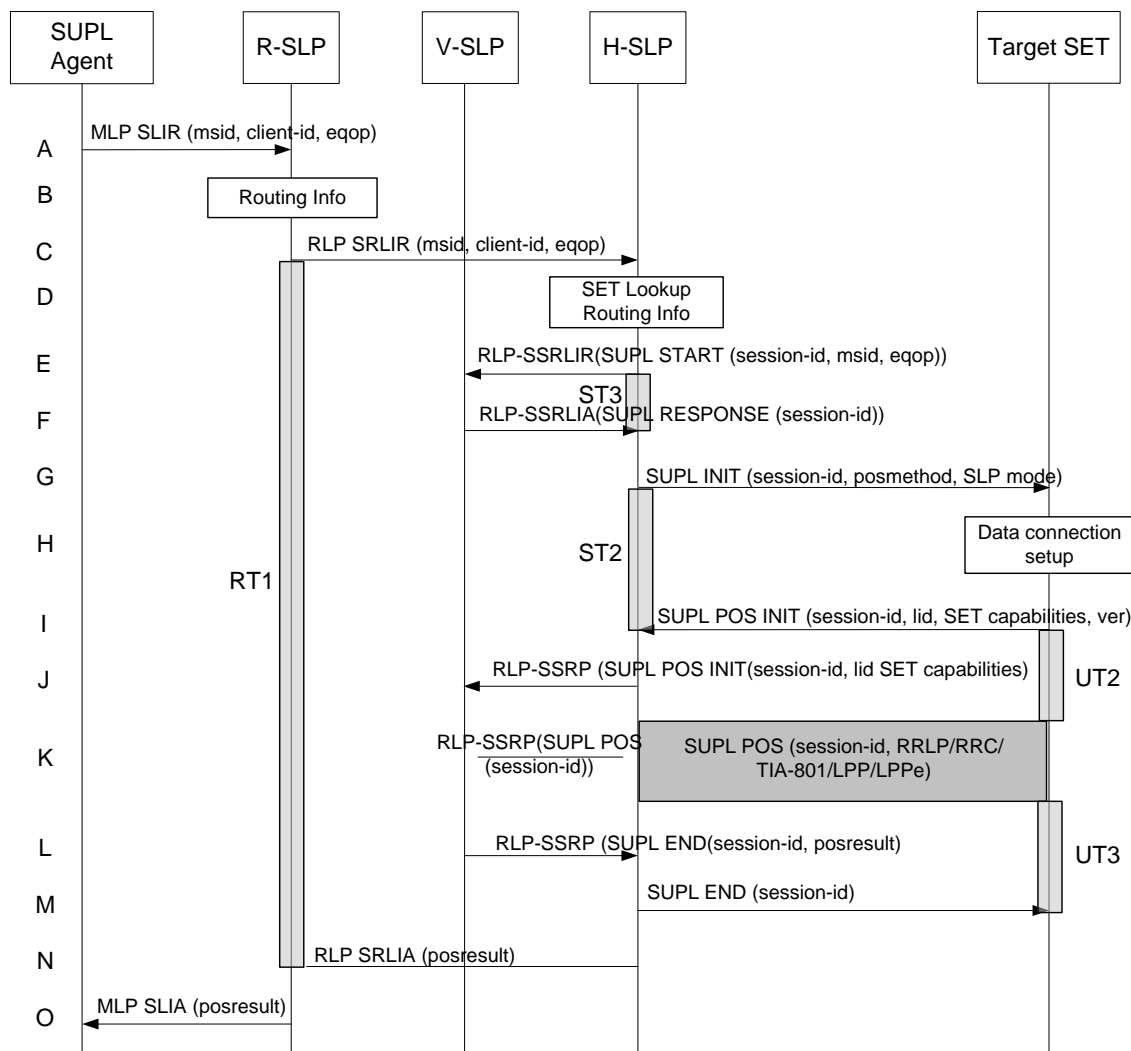 SUPL
Agent
R-SLP
V-SLP
H-SLP
Target SET
A
MLP SLIR (msid, client-id, eqop)
B
Routing Info
C
RLP SRLIR (msid, client-id, eqop)
D
SET Lookup
Routing Info
E
RLP-SSRLIR(SUPL START (session-id, msid, eqop))
ST3
F
RLP-SSRLIA(SUPL RESPONSE (session-id))
G
SUPL INIT (session-id, posmethod, SLP mode)
H
Data connection
setup
ST2
RT1
I
SUPL POS INIT (session-id, lid, SET capabilities, ver)
J
RLP-SSRP (SUPL POS INIT(session-id, lid SET capabilities)
UT2
K
RLP-SSRP(SUPL POS
(session-id))
SUPL POS (session-id, RRLP/RRC/
TIA-801/LPP/LPPe)
L
RLP-SSRP (SUPL END(session-id, posresult)
UT3
M
SUPL END (session-id)
N
RLP SRLIA (posresult)
O
MLP SLIA (posresult)